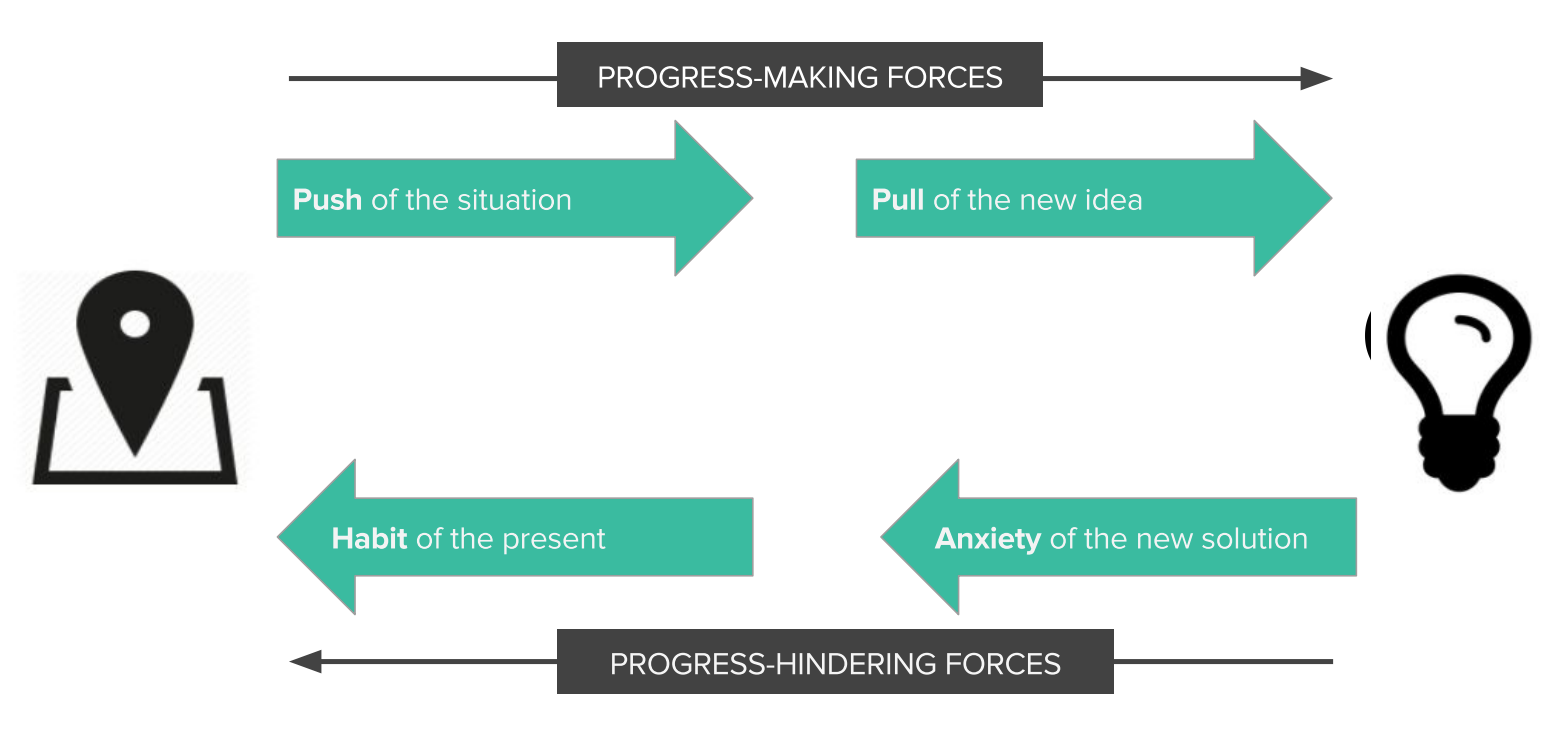 PROGRESS-MAKING FORCES
Push of the situation
Pull of the new idea
Habit of the present
Anxiety of the new solution
PROGRESS-HINDERING FORCES